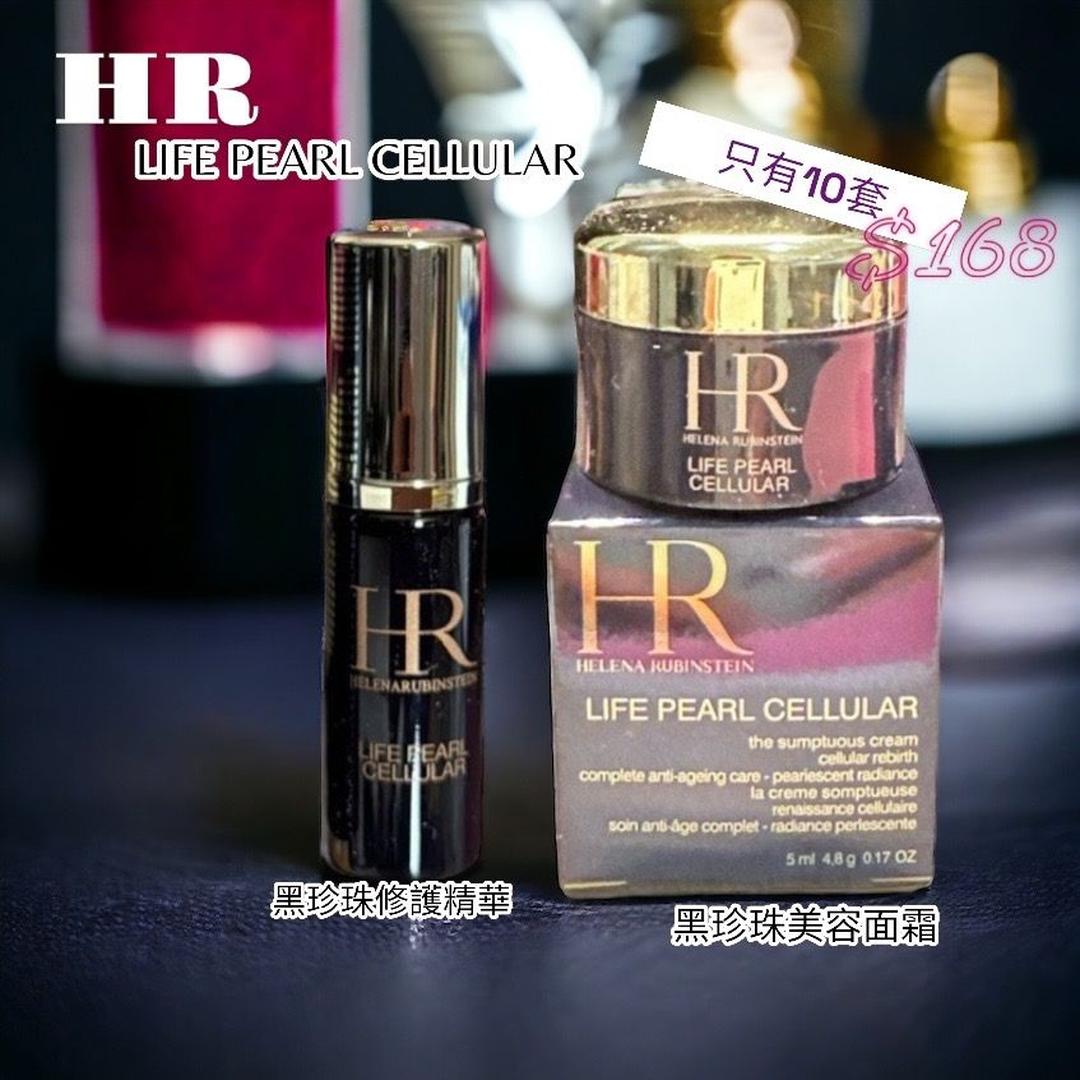 HR
LIFE PEARL CELLULAR
只有10套
$168
HR
HELENA RUBINSTEIN
LIFE PEARL
CELLULAR
HR
HELENARUBINSTEIN
LIFE PEARL
CELLULAR
HR
HELENA RUBINSTEIN
LIFE PEARL CELLULAR
the sumptuous cream
cellular rebirth
complete anti-ageing care - pearlescent radiance
la creme somptueuse
renaissance cellulaire
soin anti-âge complet - radiance perlescente
5 ml 4,8 g 0.17 OZ
黑珍珠修護精華
黑珍珠美容面霜